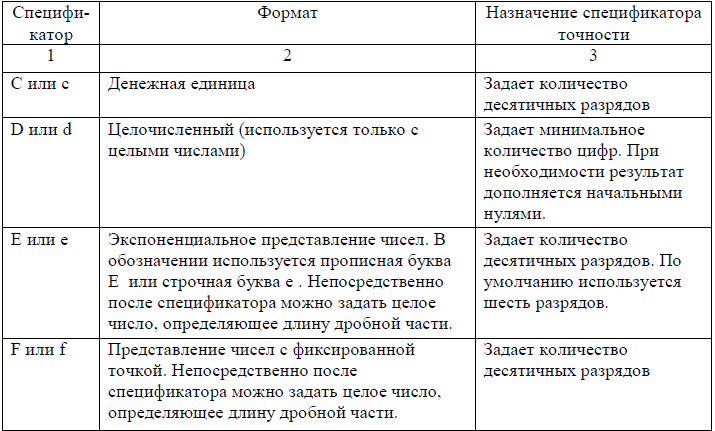 Специфи-
катор
Формат
Назначение спецификатора
точности
1
2
3
C или c
Денежная единица
Задает количество
десятичных разрядов
D или d
Целочисленный (используется только с
целыми числами)
Задает минимальное
количество цифр. При
необходимости результат
дополняется начальными
нулями.
E или e
Экспоненциальное представление чисел. В
обозначении используется прописная буква
E или строчная буква e . Непосредственно
после спецификатора можно задать целое
число, определяющее длину дробной части.
Задает количество
десятичных разрядов. По
умолчанию используется
шесть разрядов.
F или f
Представление чисел с фиксированной
точкой. Непосредственно после
спецификатора можно задать целое число,
определяющее длину дробной части.
Задает количество
десятичных разрядов